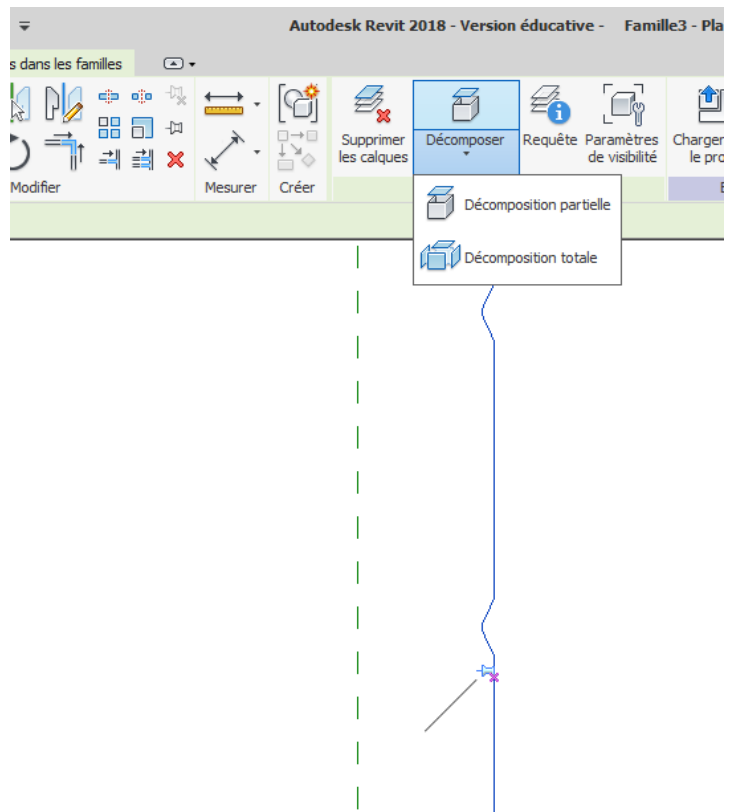 Autodesk Revit 2018 - Version éducative - Famille3 - Pla
s dans les familles
Supprimer
les calques
Décomposer
Requête
Paramètres
de visibilité
Charger
le pro
Modifier
Mesurer
Créer
E
Décomposition partielle
Décomposition totale